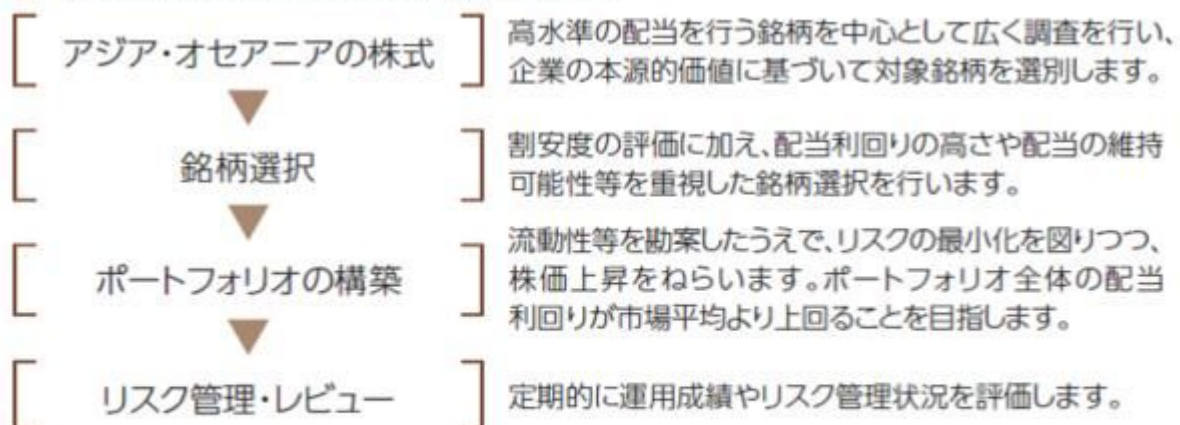 アジア・オセアニアの株式
高水準の配当を行う銘柄を中心として広く調査を行い、
企業の本源的価値に基づいて対象銘柄を選別します。
銘柄選択
割安度の評価に加え、配当利回りの高さや配当の維持
可能性等を重視した銘柄選択を行います。
ポートフォリオの構築
流動性等を勘案したうえで、リスクの最小化を図りつつ、
株価上昇をねらいます。ポートフォリオ全体の配当
利回りが市場平均より上回ることを目指します。
リスク管理・レビュー
定期的に運用成績やリスク管理状況を評価します。